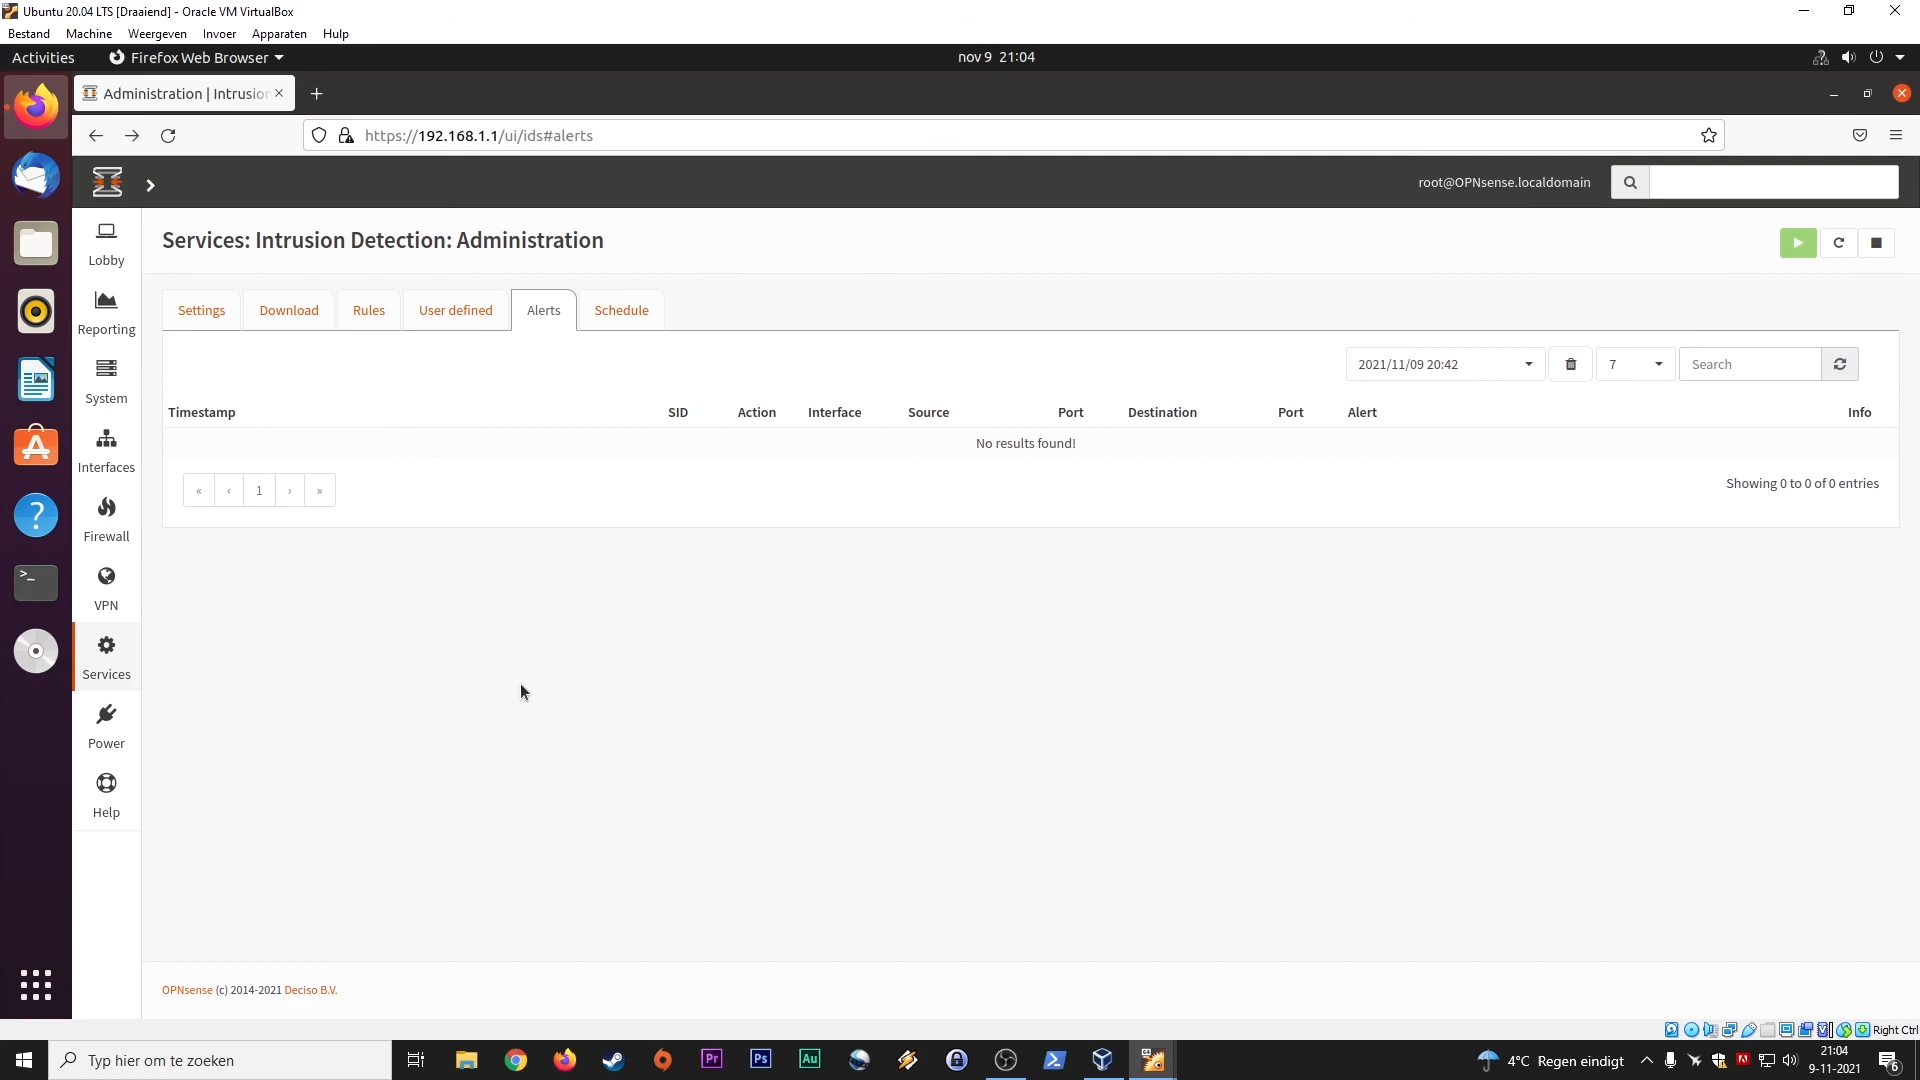 Ubuntu 20.04 LTS [Draaiend] - Oracle VM VirtualBox
Bestand Machine Weergeven Invoer Apparaten Hulp
Activities Firefox Web Browser nov 9 21:04
Administration | Intrusion
https://192.168.1.1/ui/ids#alerts
root@OPNsense.localdomain
Lobby
Reporting
System
Interfaces
Firewall
VPN
Services
Power
Help
Services: Intrusion Detection: Administration
Settings Download Rules User defined Alerts Schedule
2021/11/09 20:42 7 Search
Timestamp SID Action Interface Source Port Destination Port Alert Info
No results found!
« ‹ 1 › »
Showing 0 to 0 of 0 entries
OPNsense (c) 2014-2021 Deciso B.V.
Right Ctrl
Typ hier om te zoeken
Pr Ps Au
4°C Regen eindigt
21:04
9-11-2021
6